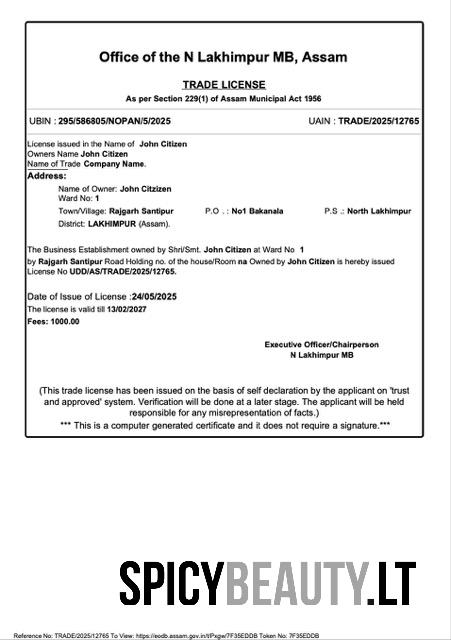 Office of the N Lakhimpur MB, Assam
TRADE LICENSE
As per Section 229(1) of Assam Municipal Act 1956
UBIN : 295/586805/NOPAN/5/2025 UAIN : TRADE/2025/12765
License issued in the Name of John Citizen
Owners Name John Citizen
Name of Trade Company Name.
Address:
Name of Owner: John Citzizen
Ward No: 1
Town/Village: Rajgarh Santipur P.O . : No1 Bakanala P.S .: North Lakhimpur
District: LAKHIMPUR (Assam).
The Business Establishment owned by Shri/Smt. John Citizen at Ward No 1
by Rajgarh Santipur Road Holding no. of the house/Room na Owned by John Citizen is hereby issued
License No UDD/AS/TRADE/2025/12765.
Date of Issue of License :24/05/2025
The license is valid till 13/02/2027
Fees: 1000.00
Executive Officer/Chairperson
N Lakhimpur MB
(This trade license has been issued on the basis of self declaration by the applicant on 'trust
and approved' system. Verification will be done at a later stage. The applicant will be held
responsible for any misrepresentation of facts.)
*** This is a computer generated certificate and it does not require a signature.***
SPICYBEAUTY.LT
Reference No: TRADE/2025/12765 To View: https://eodb.assam.gov.in/t/Pxgw/7F35EDDB Token No: 7F35EDDB